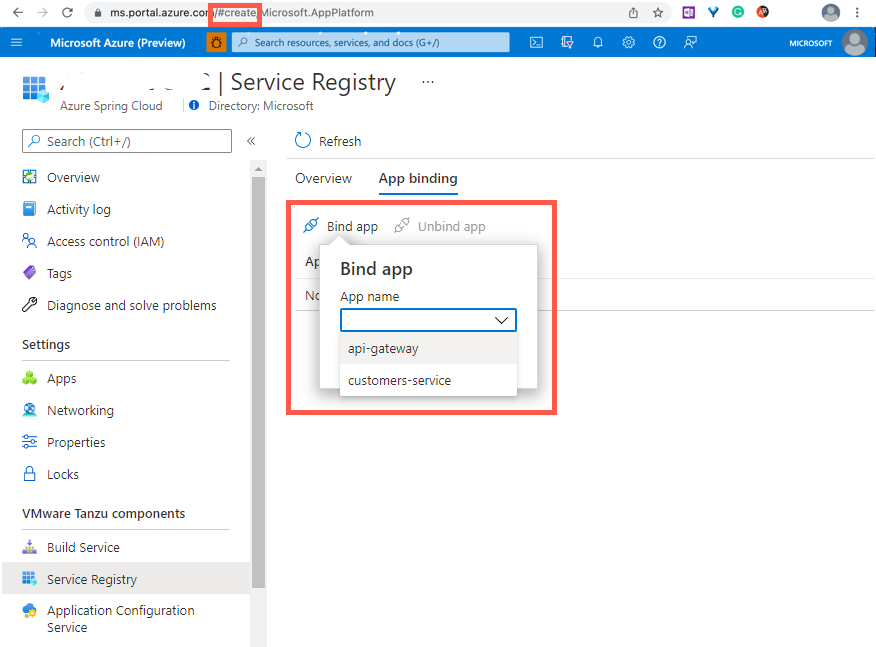 ms.portal.azure.com/#create/Microsoft.AppPlatform
Microsoft Azure (Preview)
Search resources, services, and docs (G+/)
MICROSOFT
| Service Registry ...
Azure Spring Cloud
Directory: Microsoft
Search (Ctrl+/)
«
Refresh
Overview
Activity log
Access control (IAM)
Tags
Diagnose and solve problems
Settings
Apps
Networking
Properties
Locks
VMware Tanzu components
Build Service
Service Registry
Application Configuration
Service
Overview
App binding
Bind app
Unbind app
Bind app
App name
api-gateway
customers-service